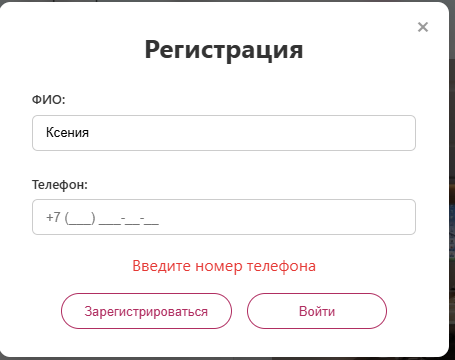 ×
Регистрация
ФИО:
Ксения
Телефон:
+7 (___) ___-__-__
Введите номер телефона
Зарегистрироваться
Войти